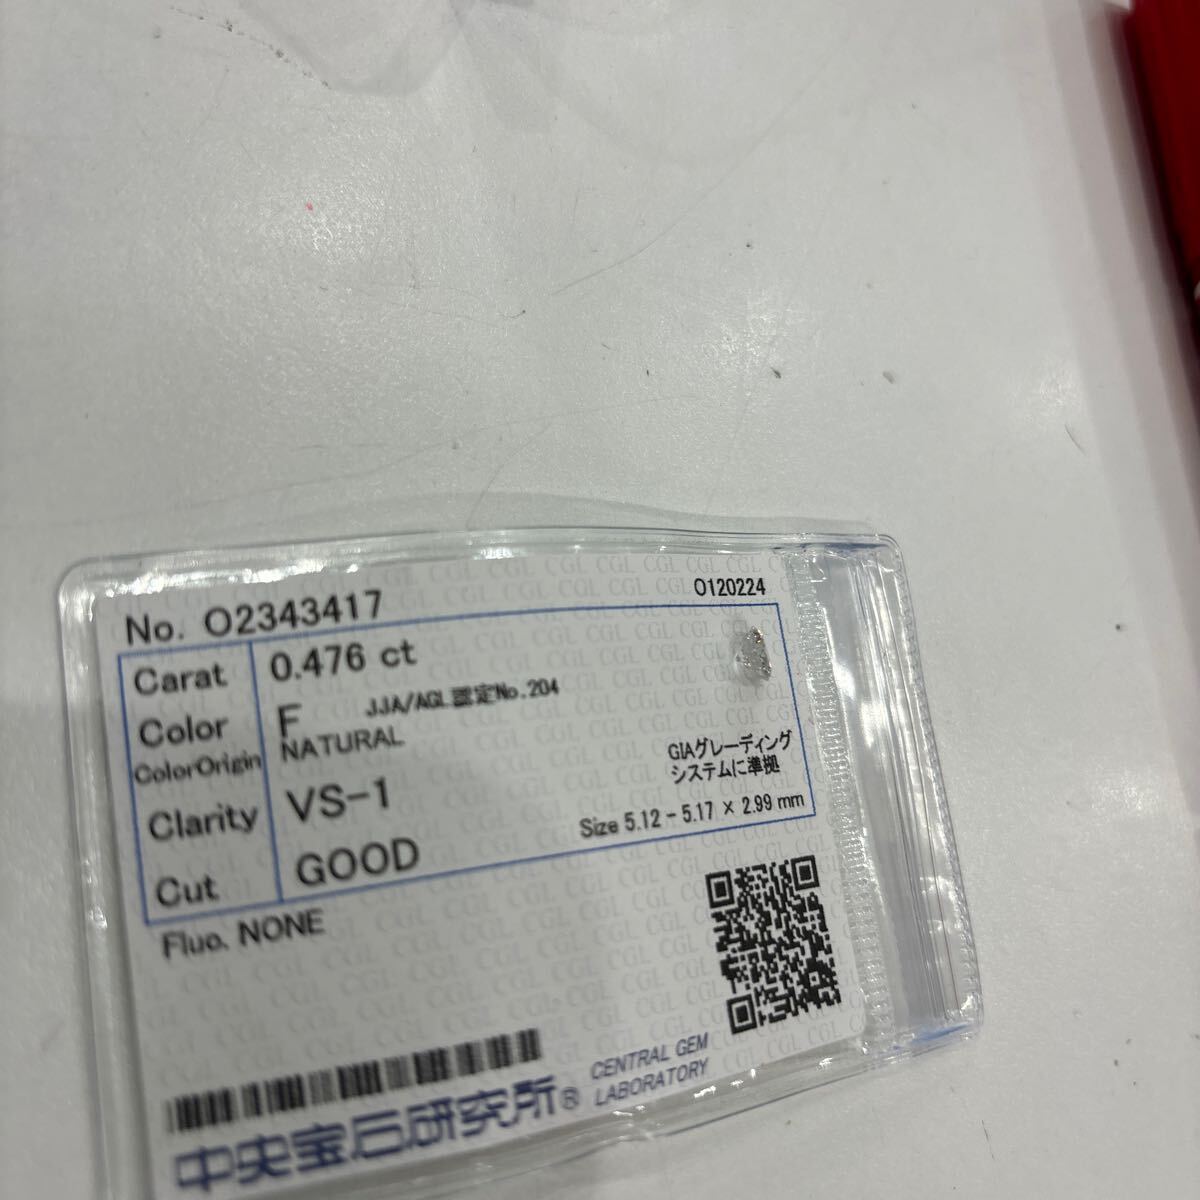 No. O2343417
O120224
Carat 0.476 ct
Color F JJA/AGL認定No.204
ColorOrigin NATURAL
GIAグレーディング
システムに準拠
Clarity VS-1
Size 5.12 - 5.17 × 2.99 mm
Cut GOOD
Fluo. NONE
CENTRAL GEM
LABORATORY
中央宝石研究所®